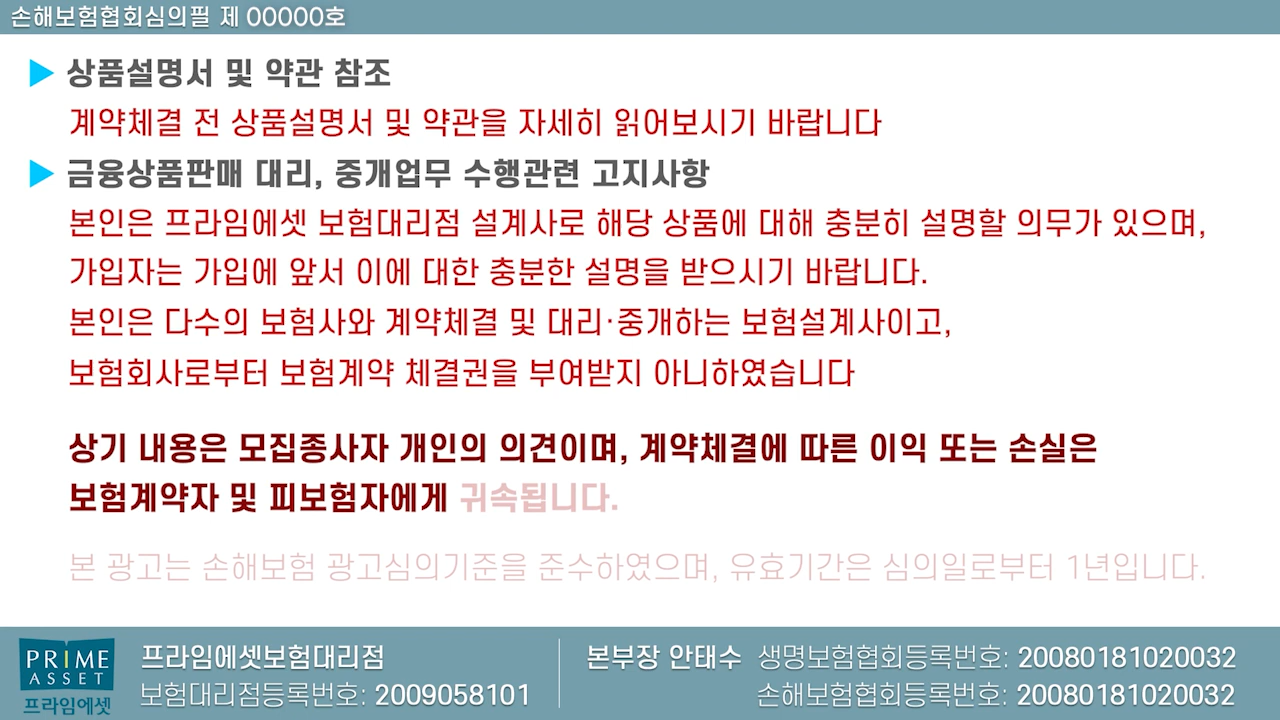 손해보험협회심의필 제 00000호
▶ 상품설명서 및 약관 참조
계약체결 전 상품설명서 및 약관을 자세히 읽어보시기 바랍니다
▶ 금융상품판매 대리, 중개업무 수행관련 고지사항
본인은 프라임에셋 보험대리점 설계사로 해당 상품에 대해 충분히 설명할 의무가 있으며,
가입자는 가입에 앞서 이에 대한 충분한 설명을 받으시기 바랍니다.
본인은 다수의 보험사와 계약체결 및 대리·중개하는 보험설계사이고,
보험회사로부터 보험계약 체결권을 부여받지 아니하였습니다
상기 내용은 모집종사자 개인의 의견이며, 계약체결에 따른 이익 또는 손실은
보험계약자 및 피보험자에게 귀속됩니다.
본 광고는 손해보험 광고심의기준을 준수하였으며, 유효기간은 심의일로부터 1년입니다.
PRIME
ASSET
프라임에셋
프라임에셋보험대리점
보험대리점등록번호: 2009058101
본부장 안태수 생명보험협회등록번호: 20080181020032
손해보험협회등록번호: 20080181020032